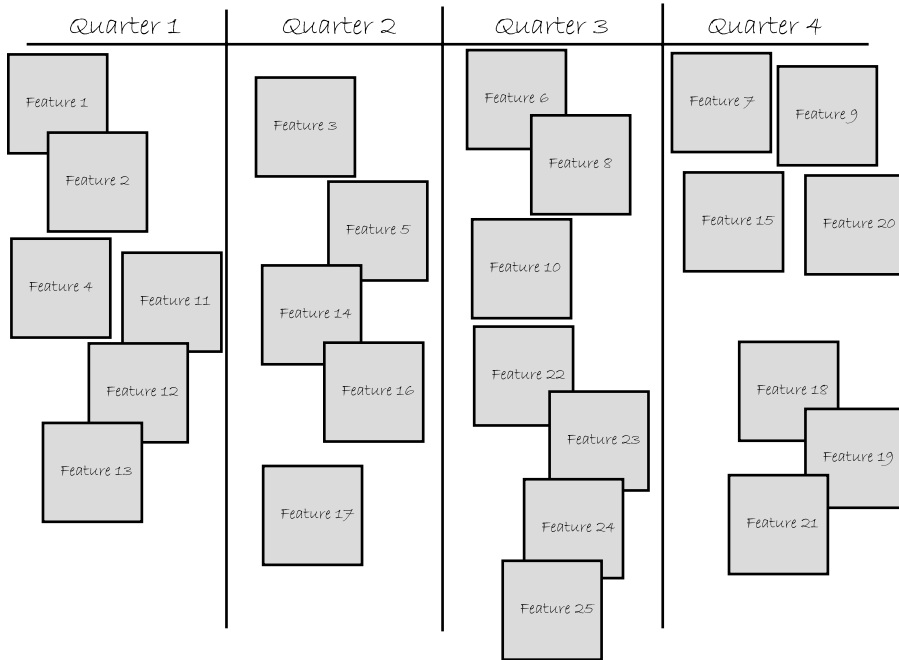 Quarter 1
Quarter 2
Quarter 3
Quarter 4
Feature 1
Feature 2
Feature 4
Feature 11
Feature 12
Feature 13
Feature 3
Feature 5
Feature 14
Feature 16
Feature 17
Feature 6
Feature 8
Feature 10
Feature 22
Feature 23
Feature 24
Feature 25
Feature 7
Feature 9
Feature 15
Feature 20
Feature 18
Feature 19
Feature 21